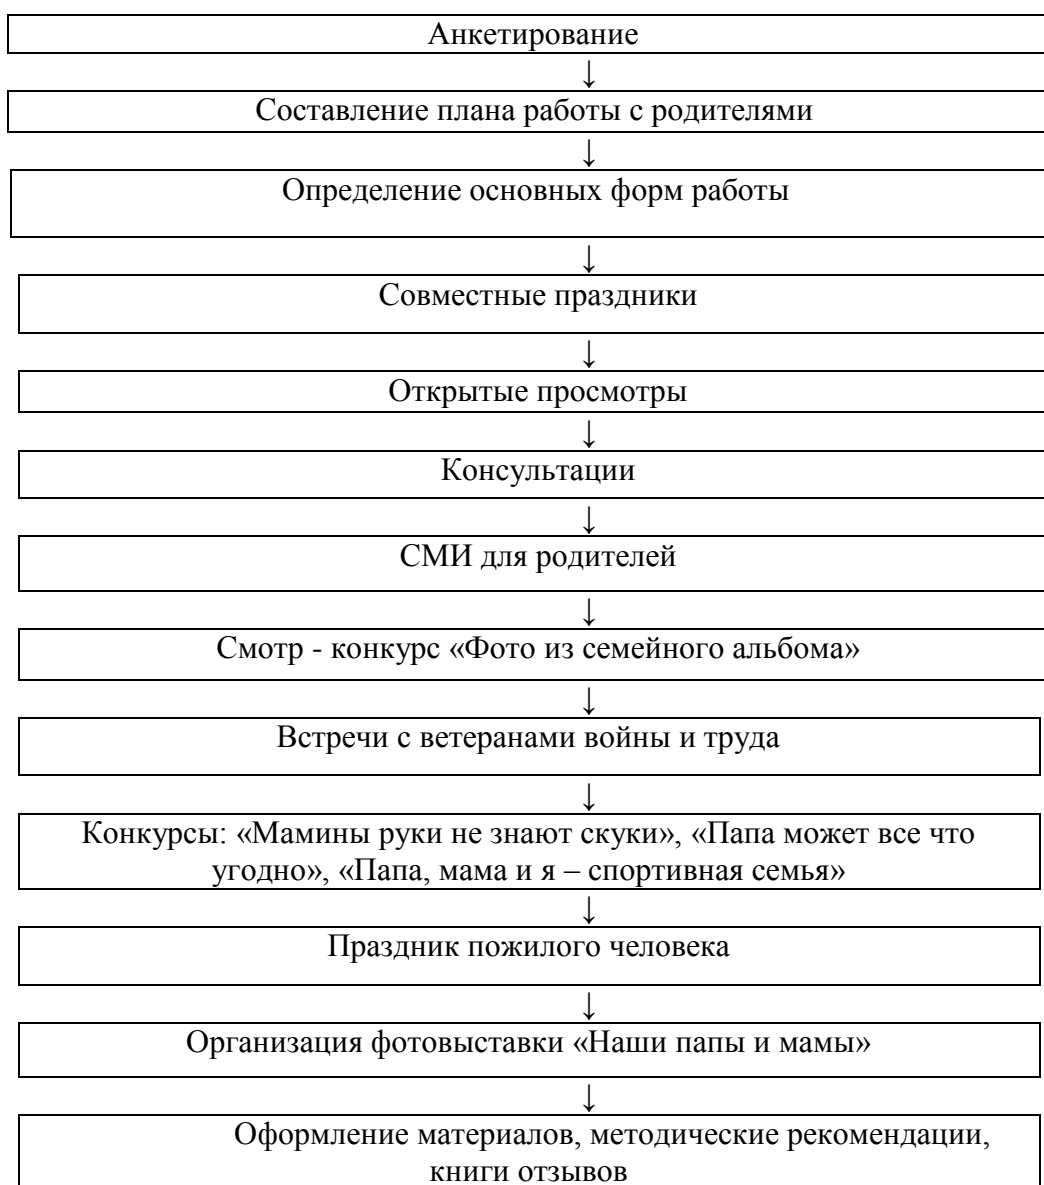 Анкетирование
↓
Составление плана работы с родителями
↓
Определение основных форм работы
↓
Совместные праздники
↓
Открытые просмотры
↓
Консультации
↓
СМИ для родителей
↓
Смотр - конкурс «Фото из семейного альбома»
↓
Встречи с ветеранами войны и труда
↓
Конкурсы: «Мамины руки не знают скуки», «Папа может все что
угодно», «Папа, мама и я – спортивная семья»
↓
Праздник пожилого человека
↓
Организация фотовыставки «Наши папы и мамы»
↓
Оформление материалов, методические рекомендации,
книги отзывов